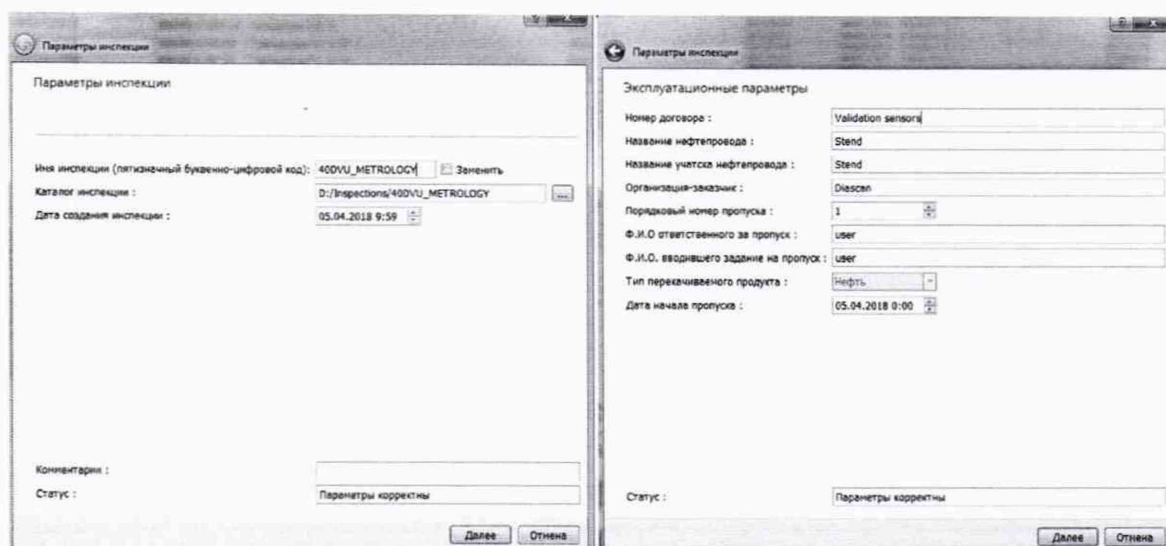 Параметры инспекции
Параметры инспекции
Имя инспекции (пятизначный буквенно-цифровой код): 40DVU_METROLOGY Заменить
Каталог инспекции : D:/Inspections/40DVU_METROLOGY ...
Дата создания инспекции : 05.04.2018 9:59
Комментарии :
Статус : Параметры корректны
Далее Отмена
Параметры инспекции
Эксплуатационные параметры
Номер договора : Validation sensors
Название нефтепровода : Stend
Название учатска нефтепровода : Stend
Организация-заказчик : Diascan
Порядковый номер пропуска : 1
Ф.И.О ответственного за пропуск : user
Ф.И.О. вводившего задание на пропуск : user
Тип перекачиваемого продукта : Нефть
Дата начала пропуска : 05.04.2018 0:00
Статус : Параметры корректны
Далее Отмена